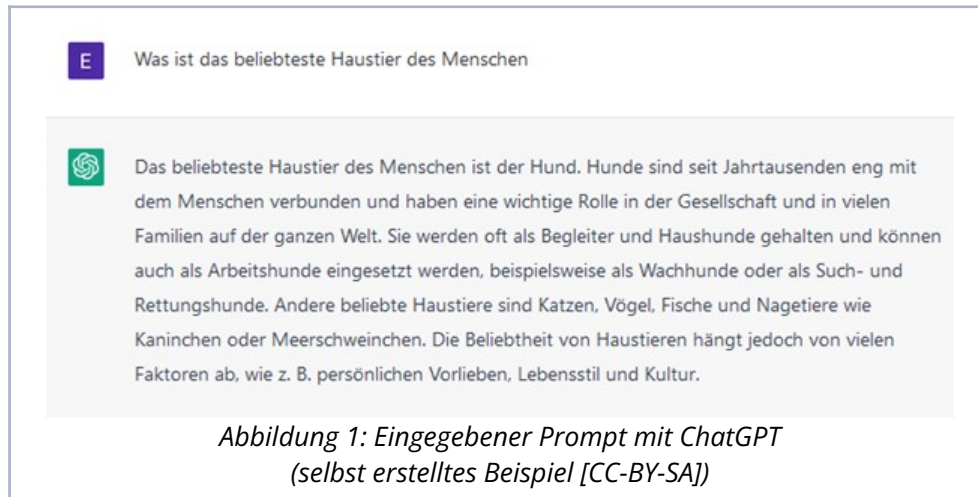 E
Was ist das beliebteste Haustier des Menschen
Das beliebteste Haustier des Menschen ist der Hund. Hunde sind seit Jahrtausenden eng mit
dem Menschen verbunden und haben eine wichtige Rolle in der Gesellschaft und in vielen
Familien auf der ganzen Welt. Sie werden oft als Begleiter und Haushunde gehalten und können
auch als Arbeitshunde eingesetzt werden, beispielsweise als Wachhunde oder als Such- und
Rettungshunde. Andere beliebte Haustiere sind Katzen, Vögel, Fische und Nagetiere wie
Kaninchen oder Meerschweinchen. Die Beliebtheit von Haustieren hängt jedoch von vielen
Faktoren ab, wie z. B. persönlichen Vorlieben, Lebensstil und Kultur.
Abbildung 1: Eingegebener Prompt mit ChatGPT
(selbst erstelltes Beispiel [CC-BY-SA])